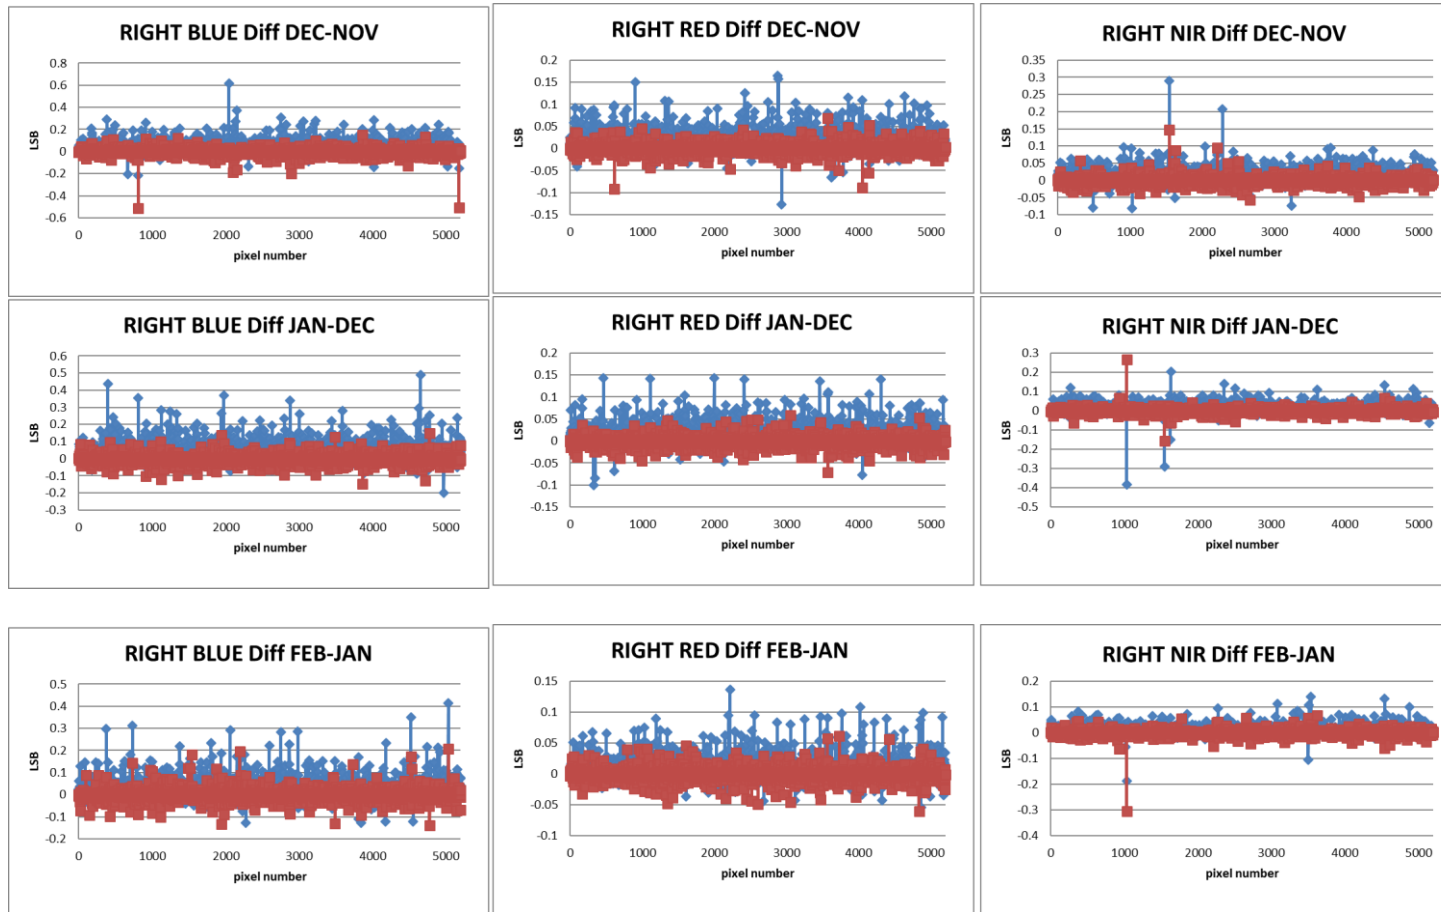 RIGHT BLUE Diff DEC-NOV
LSB
0.8
0.6
0.4
0.2
0
-0.2
-0.4
-0.6
0 1000 2000 3000 4000 5000
pixel number
RIGHT RED Diff DEC-NOV
LSB
0.2
0.15
0.1
0.05
0
-0.05
-0.1
-0.15
0 1000 2000 3000 4000 5000
pixel number
RIGHT NIR Diff DEC-NOV
LSB
0.35
0.3
0.25
0.2
0.15
0.1
0.05
0
-0.05
-0.1
0 1000 2000 3000 4000 5000
pixel number
RIGHT BLUE Diff JAN-DEC
LSB
0.6
0.5
0.4
0.3
0.2
0.1
0
-0.1
-0.2
-0.3
0 1000 2000 3000 4000 5000
pixel number
RIGHT RED Diff JAN-DEC
LSB
0.2
0.15
0.1
0.05
0
-0.05
-0.1
-0.15
0 1000 2000 3000 4000 5000
pixel number
RIGHT NIR Diff JAN-DEC
LSB
0.3
0.2
0.1
0
-0.1
-0.2
-0.3
-0.4
-0.5
0 1000 2000 3000 4000 5000
pixel number
RIGHT BLUE Diff FEB-JAN
LSB
0.5
0.4
0.3
0.2
0.1
0
-0.1
-0.2
0 1000 2000 3000 4000 5000
pixel number
RIGHT RED Diff FEB-JAN
LSB
0.15
0.1
0.05
0
-0.05
-0.1
0 1000 2000 3000 4000 5000
pixel number
RIGHT NIR Diff FEB-JAN
LSB
0.2
0.1
0
-0.1
-0.2
-0.3
-0.4
0 1000 2000 3000 4000 5000
pixel number